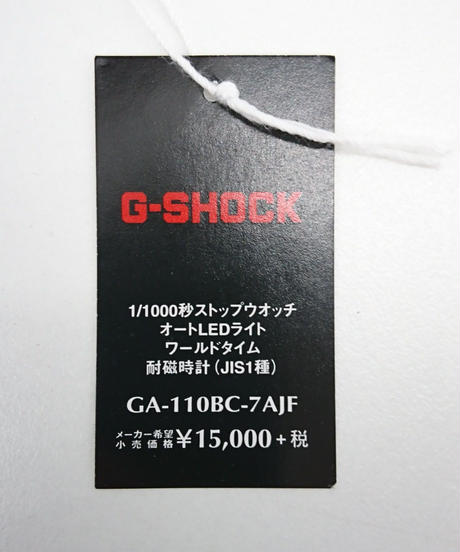 G-SHOCK
1/1000秒ストップウオッチ
オートLEDライト
ワールドタイム
耐磁時計(JIS1種)
GA-110BC-7AJF
メーカー希望小売価格 ¥15,000+税